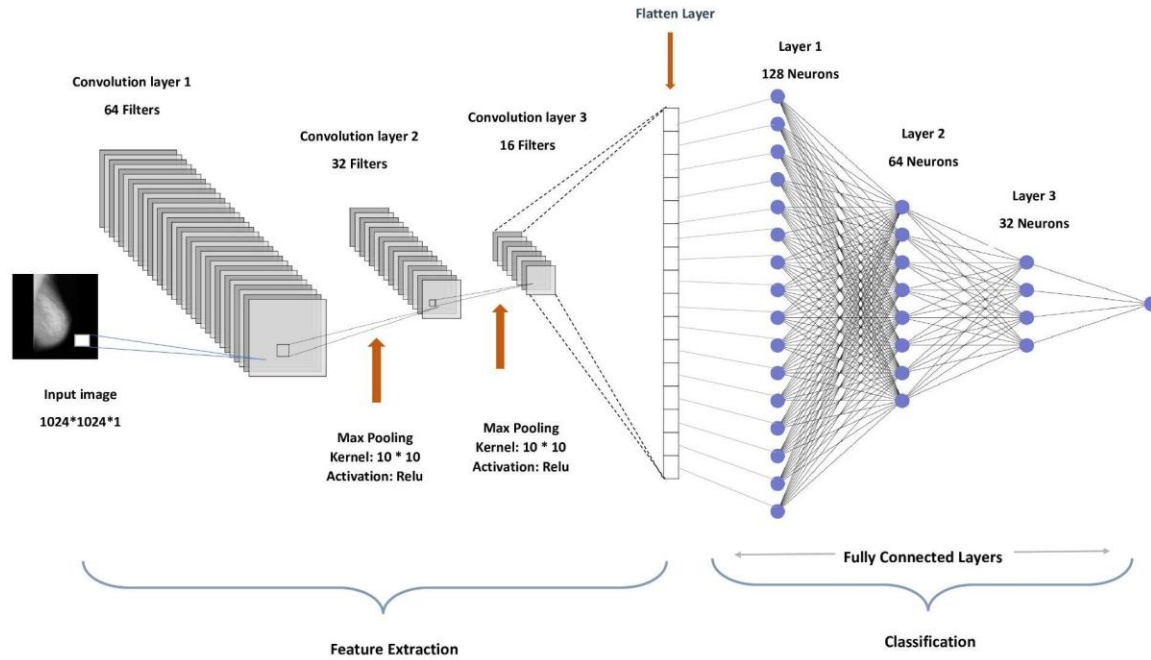 Flatten Layer
Layer 1
128 Neurons
Convolution layer 1
64 Filters
Convolution layer 2
32 Filters
Convolution layer 3
16 Filters
Layer 2
64 Neurons
Layer 3
32 Neurons
Input image
1024*1024*1
Max Pooling
Kernel: 10 * 10
Activation: Relu
Max Pooling
Kernel: 10 * 10
Activation: Relu
Fully Connected Layers
Feature Extraction
Classification